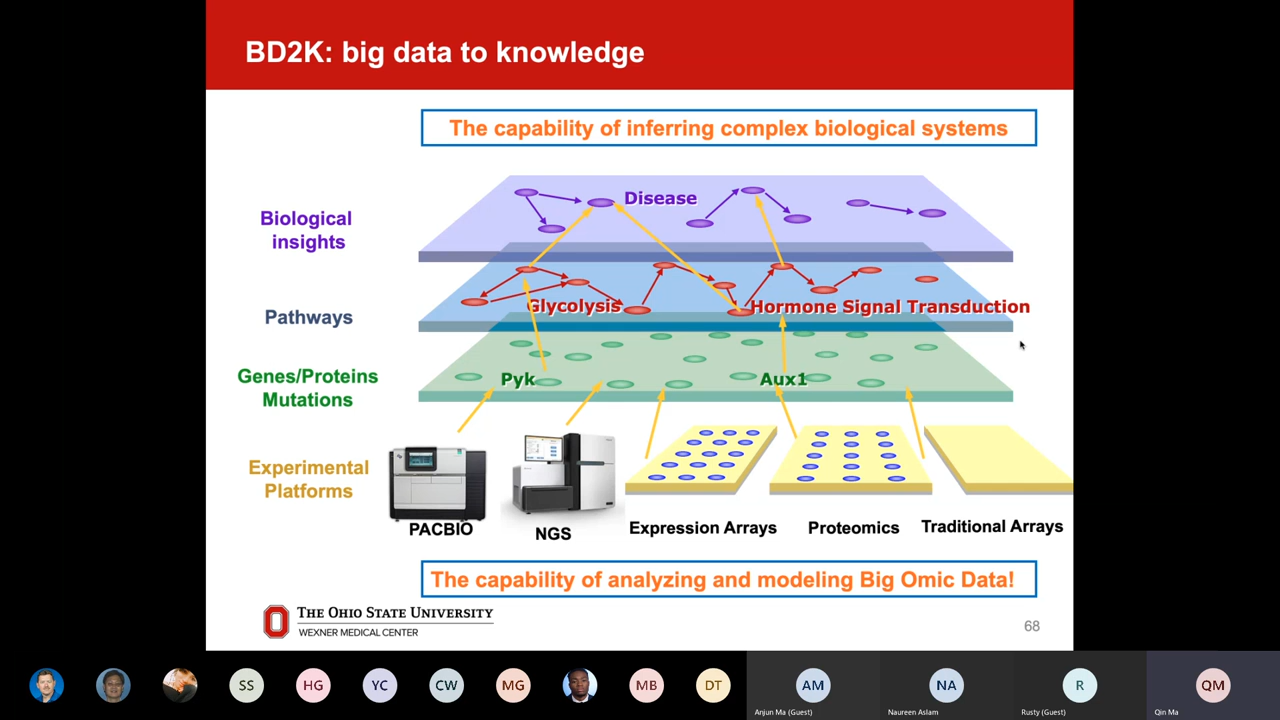 BD2K: big data to knowledge
The capability of inferring complex biological systems
Biological
insights
Disease
Pathways
Glycolysis
Hormone Signal Transduction
Genes/Proteins
Mutations
Pyk
Aux1
Experimental
Platforms
PACBIO
NGS
Expression Arrays
Proteomics
Traditional Arrays
The capability of analyzing and modeling Big Omic Data!
THE OHIO STATE UNIVERSITY
WEXNER MEDICAL CENTER
68
SS
HG
YC
CW
MG
MB
DT
AM
NA
R
QM
Anjun Ma (Guest)
Naureen Aslam
Rusty (Guest)
Qin Ma